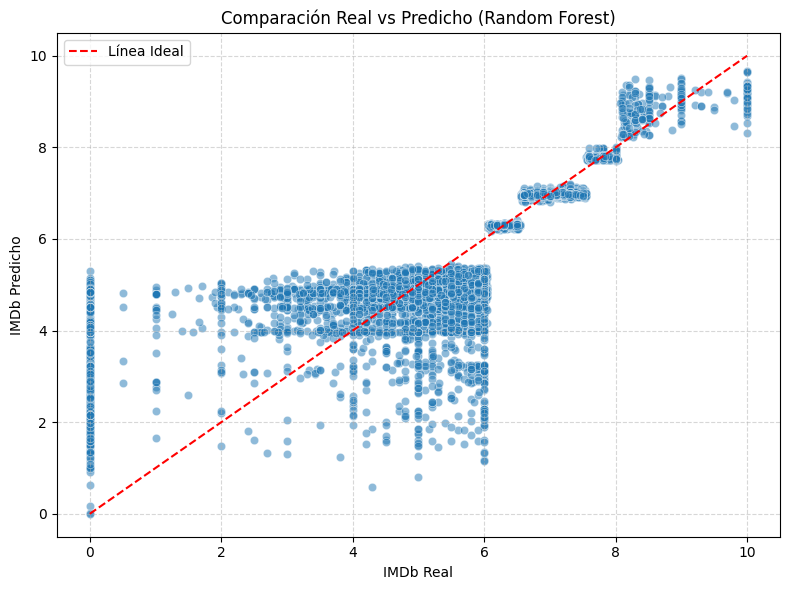 Comparación Real vs Predicho (Random Forest)
Línea Ideal
10
8
6
4
2
0
IMDb Predicho
0 2 4 6 8 10
IMDb Real